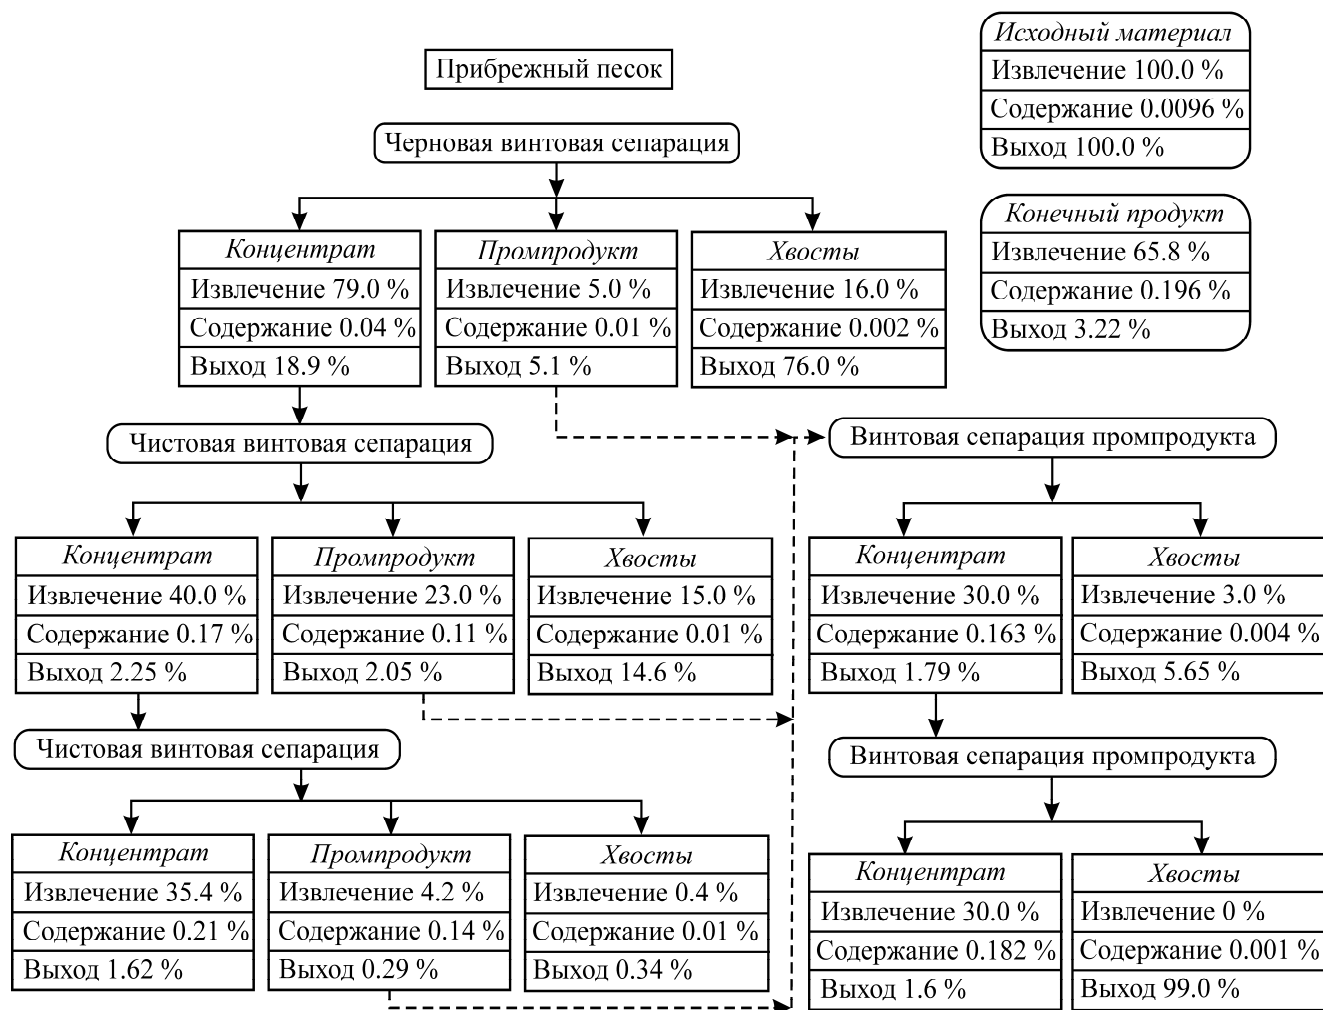 Прибрежный песок
Исходный материал
Извлечение 100.0 %
Содержание 0.0096 %
Выход 100.0 %
Черновая винтовая сепарация
Конечный продукт
Извлечение 65.8 %
Содержание 0.196 %
Выход 3.22 %
Концентрат
Извлечение 79.0 %
Содержание 0.04 %
Выход 18.9 %
Промпродукт
Извлечение 5.0 %
Содержание 0.01 %
Выход 5.1 %
Хвосты
Извлечение 16.0 %
Содержание 0.002 %
Выход 76.0 %
Чистовая винтовая сепарация
Винтовая сепарация промпродукта
Концентрат
Извлечение 40.0 %
Содержание 0.17 %
Выход 2.25 %
Промпродукт
Извлечение 23.0 %
Содержание 0.11 %
Выход 2.05 %
Хвосты
Извлечение 15.0 %
Содержание 0.01 %
Выход 14.6 %
Концентрат
Извлечение 30.0 %
Содержание 0.163 %
Выход 1.79 %
Хвосты
Извлечение 3.0 %
Содержание 0.004 %
Выход 5.65 %
Чистовая винтовая сепарация
Винтовая сепарация промпродукта
Концентрат
Извлечение 35.4 %
Содержание 0.21 %
Выход 1.62 %
Промпродукт
Извлечение 4.2 %
Содержание 0.14 %
Выход 0.29 %
Хвосты
Извлечение 0.4 %
Содержание 0.01 %
Выход 0.34 %
Концентрат
Извлечение 30.0 %
Содержание 0.182 %
Выход 1.6 %
Хвосты
Извлечение 0 %
Содержание 0.001 %
Выход 99.0 %